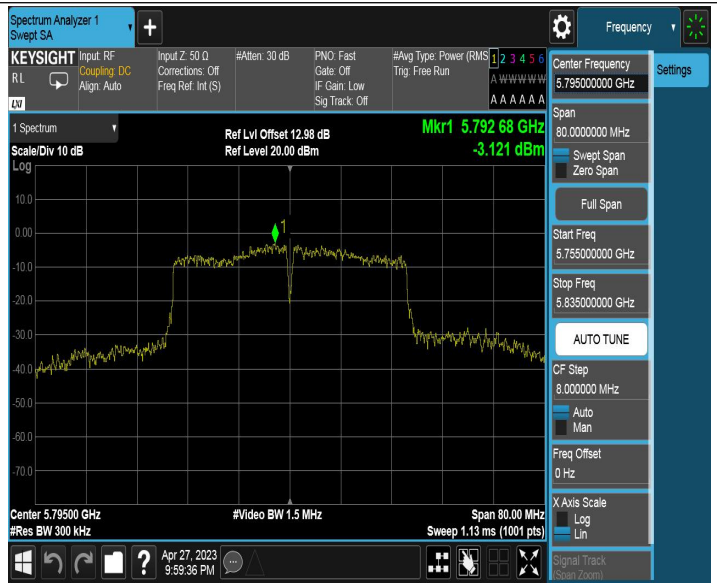 Spectrum Analyzer 1
Swept SA
Frequency
KEYSIGHT
RL
LXI
Input: RF
Coupling: DC
Align: Auto
Input Z: 50 Ω
Corrections: Off
Freq Ref: Int (S)
#Atten: 30 dB
PNO: Fast
Gate: Off
IF Gain: Low
Sig Track: Off
#Avg Type: Power (RMS
Trig: Free Run
1 2 3 4 5 6
A W W W W W
A A A A A A
1 Spectrum
Scale/Div 10 dB
Log
Ref Lvl Offset 12.98 dB
Ref Level 20.00 dBm
Mkr1 5.792 68 GHz
-3.121 dBm
10.0
0.00
-10.0
-20.0
-30.0
-40.0
-50.0
-60.0
-70.0
1
Center 5.79500 GHz
#Res BW 300 kHz
#Video BW 1.5 MHz
Span 80.00 MHz
Sweep 1.13 ms (1001 pts)
Center Frequency
5.795000000 GHz
Span
80.0000000 MHz
Swept Span
Zero Span
Full Span
Start Freq
5.755000000 GHz
Stop Freq
5.835000000 GHz
AUTO TUNE
CF Step
8.000000 MHz
Auto
Man
Freq Offset
0 Hz
X Axis Scale
Log
Lin
Signal Track
(Span Zoom)
Settings
?
Apr 27, 2023
9:59:36 PM